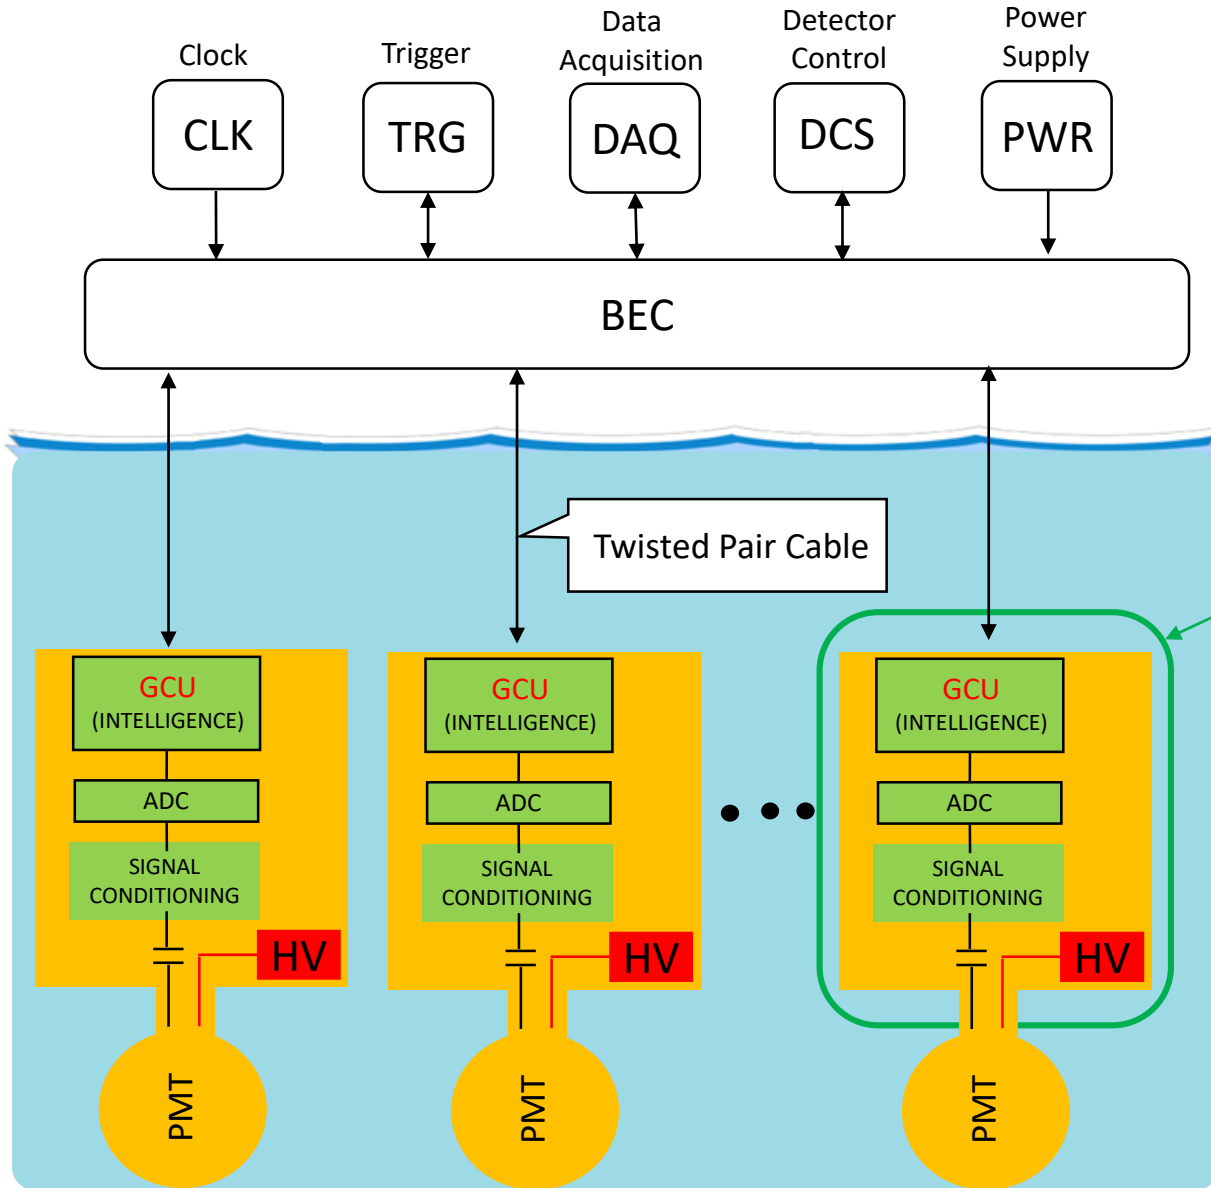 Clock
Trigger
Data
Acquisition
Detector
Control
Power
Supply
CLK
TRG
DAQ
DCS
PWR
BEC
Twisted Pair Cable
GCU
(INTELLIGENCE)
ADC
SIGNAL
CONDITIONING
HV
PMT
GCU
(INTELLIGENCE)
ADC
SIGNAL
CONDITIONING
HV
PMT
GCU
(INTELLIGENCE)
ADC
SIGNAL
CONDITIONING
HV
PMT